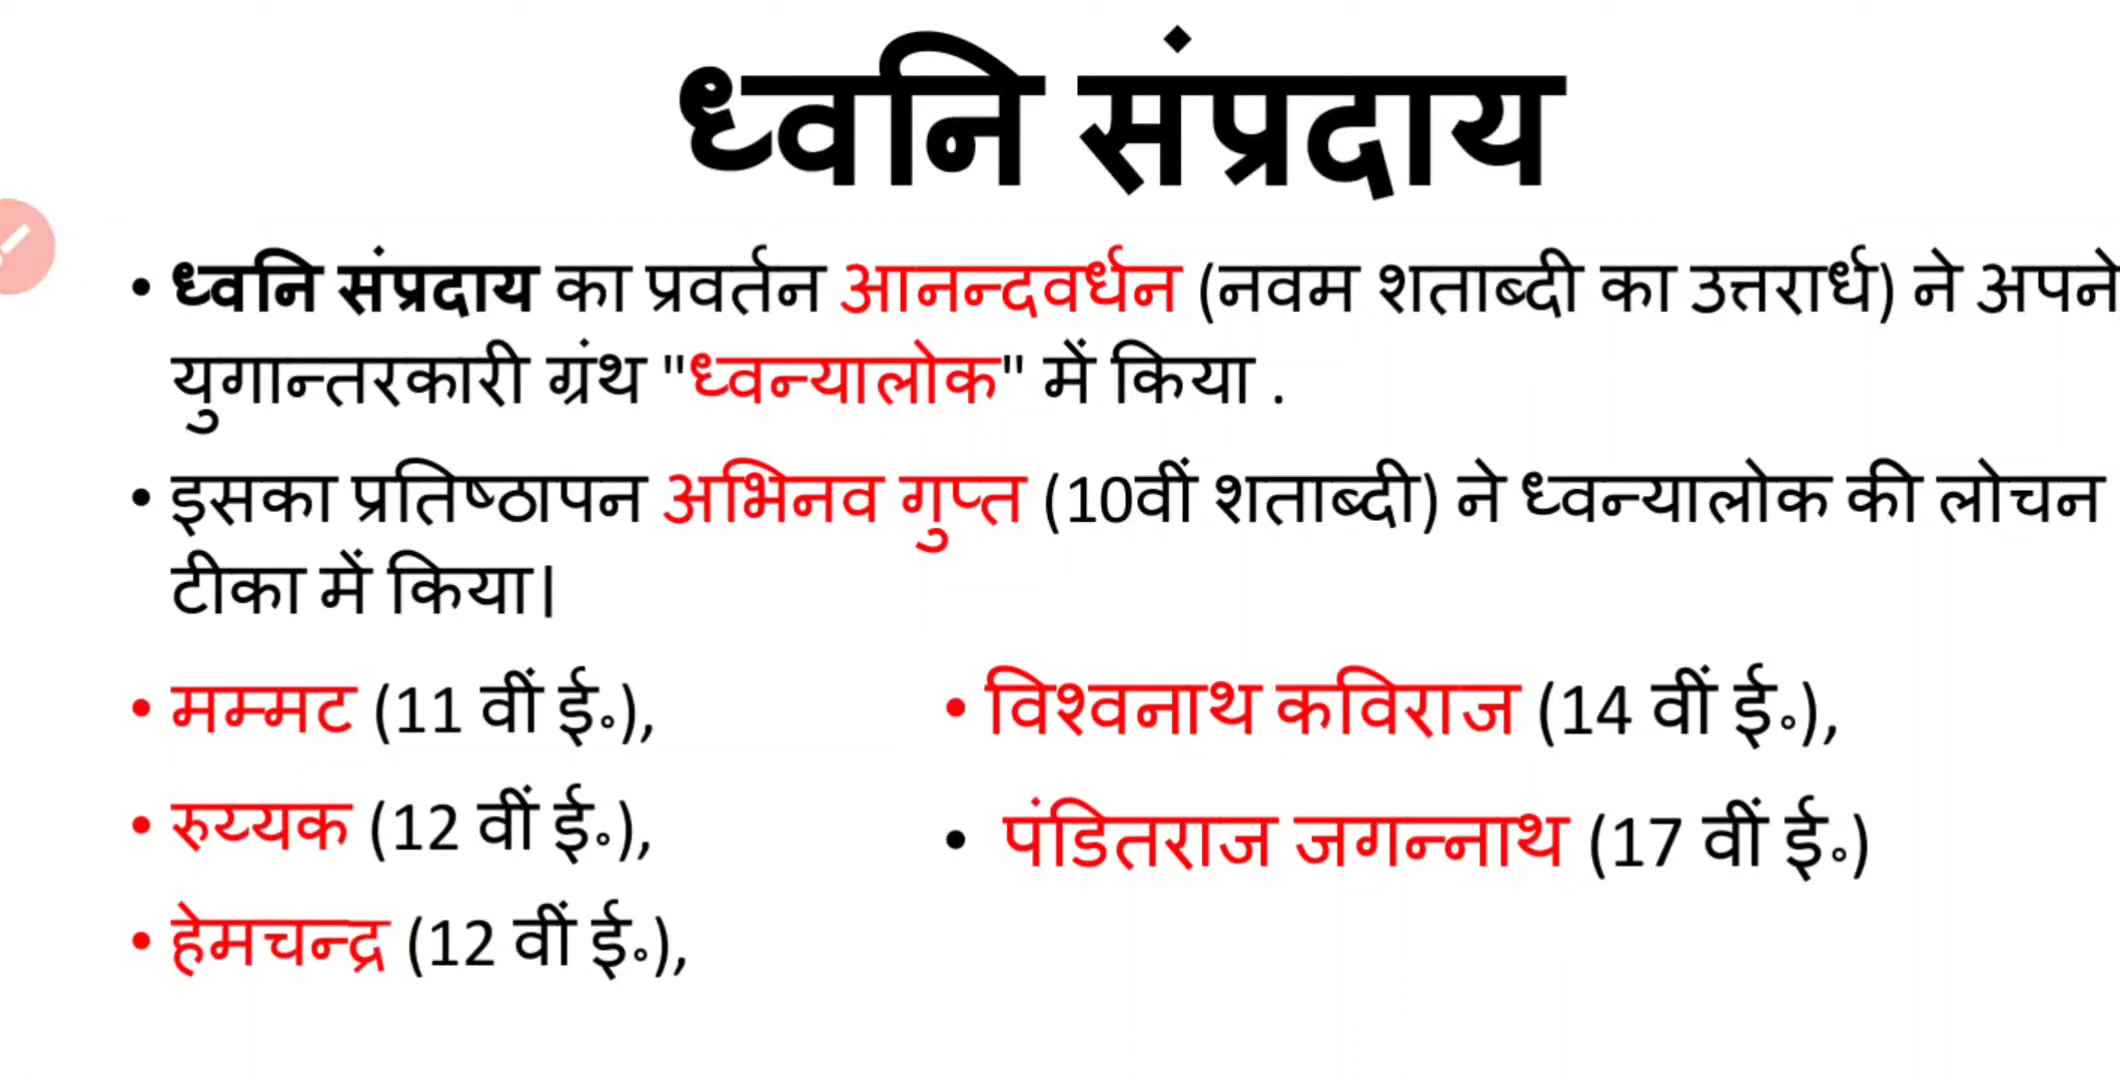 ध्वनि संप्रदाय
• ध्वनि संप्रदाय का प्रवर्तन आनन्दवर्धन (नवम शताब्दी का उत्तरार्ध) ने अपने
युगान्तरकारी ग्रंथ "ध्वन्यालोक" में किया .
• इसका प्रतिष्ठापन अभिनव गुप्त (10वीं शताब्दी) ने ध्वन्यालोक की लोचन
टीका में किया।
• मम्मट (11 वीं ई॰),
• रुय्यक (12 वीं ई॰),
• हेमचन्द्र (12 वीं ई॰),
• विश्वनाथ कविराज (14 वीं ई॰),
• पंडितराज जगन्नाथ (17 वीं ई॰)